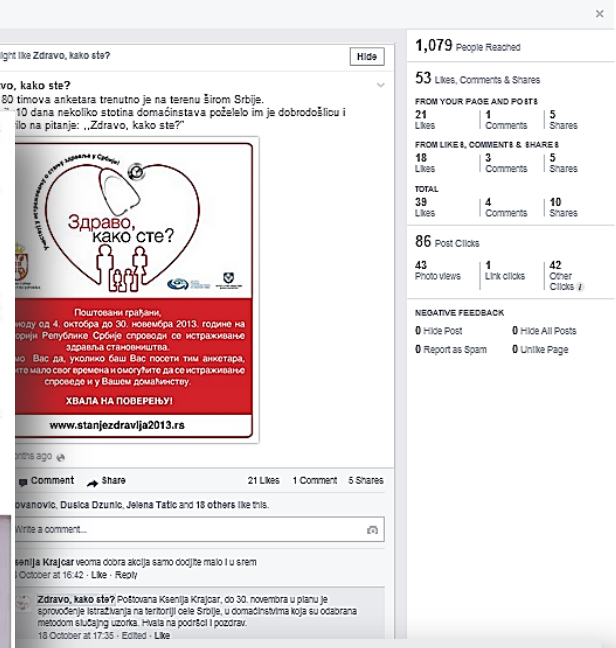 ight like Zdravo, kako ste?
Hide
vo, kako ste?
80 timova anketara trenutno je na terenu širom Srbije.
10 dana nekoliko stotina domaćinstava poželelo im je dobrodošlicu i
ilo na pitanje: ,,Zdravo, kako ste?"
Учествуј у истраживању о стању здравља у Србији!
Здраво,
како сте?
Поштовани грађани,
иоду од 4. октобра до 30. новембра 2013. године на
орији Републике Србије спроводи се истраживање
здравља становништва.
мо Вас да, уколико баш Вас посети тим анкетара,
ите мало свог времена и омогућите да се истраживање
спроведе и у Вашем домаћинству.
ХВАЛА НА ПОВЕРЕЊУ!
www.stanjezdravlja2013.rs
nths ago
Comment Share 21 Likes 1 Comment 5 Shares
ovanovic, Dusica Dzunic, Jelena Tatic and 18 others like this.
Write a comment...
senija Krajcar veoma dobra akcija samo dodjite malo i u srem
October at 16:42 · Like · Reply
Zdravo, kako ste? Poštovana Ksenija Krajcar, do 30. novembra u planu je
sprovođenje istraživanja na teritoriji cele Srbije, u domaćinstvima koja su odabrana
metodom slučajnog uzorka. Hvala na podršci i pozdrav.
18 October at 17:35 · Edited · Like
1,079 People Reached
53 Likes, Comments & Shares
FROM YOUR PAGE AND POSTS
21 1 5
Likes Comments Shares
FROM LIKES, COMMENTS & SHARES
18 3 5
Likes Comments Shares
TOTAL
39 4 10
Likes Comments Shares
86 Post Clicks
43 1 42
Photo views Link clicks Other
Clicks i
NEGATIVE FEEDBACK
0 Hide Post 0 Hide All Posts
0 Report as Spam 0 Unlike Page